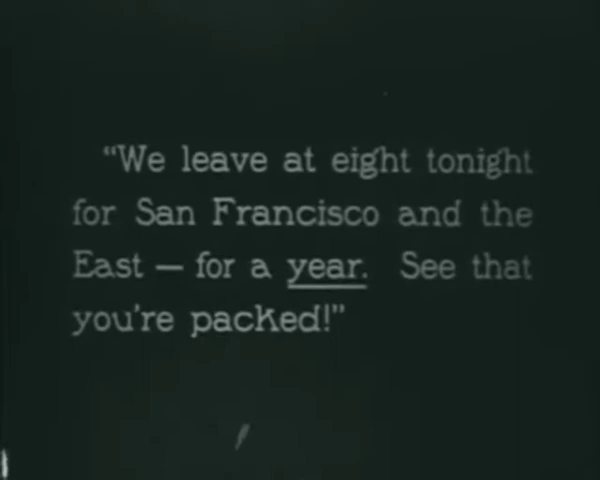 "We leave at eight tonight
for San Francisco and the
East — for a year. See that
you're packed!"